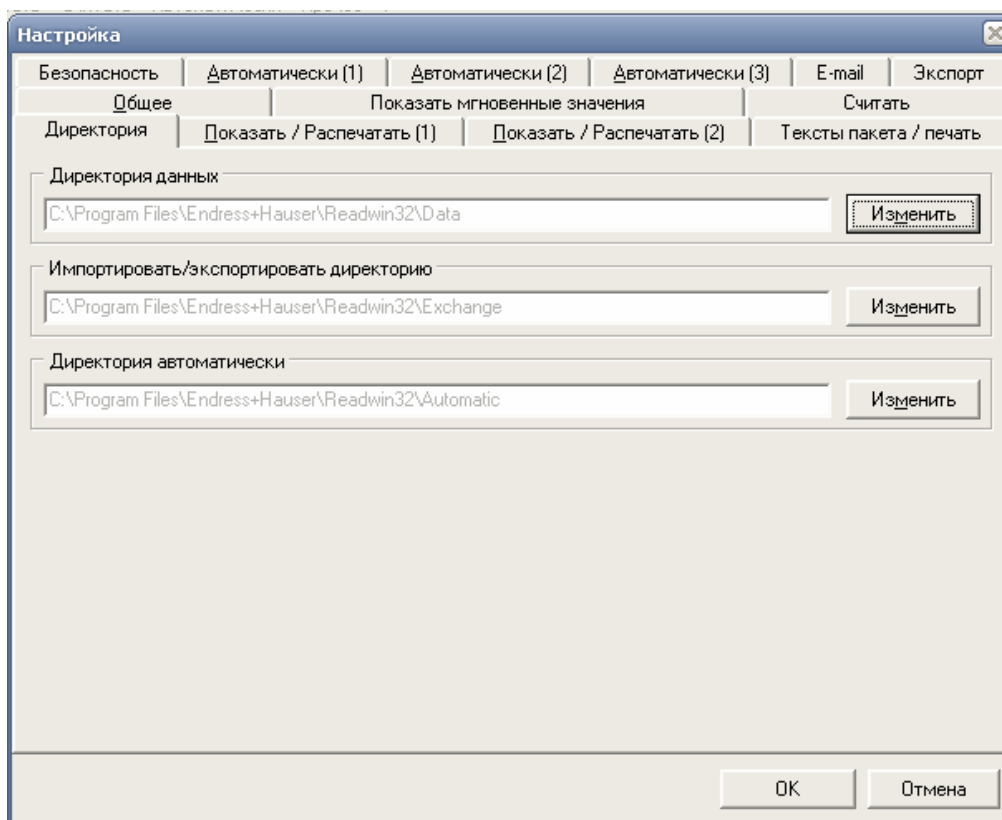 Настройка
Безопасность Автоматически (1) Автоматически (2) Автоматически (3) E-mail Экспорт
Общее Показать мгновенные значения Считать
Директория Показать / Распечатать (1) Показать / Распечатать (2) Тексты пакета / печать
Директория данных
C:\Program Files\Endress+Hauser\Readwin32\Data Изменить
Импортировать/экспортировать директорию
C:\Program Files\Endress+Hauser\Readwin32\Exchange Изменить
Директория автоматически
C:\Program Files\Endress+Hauser\Readwin32\Automatic Изменить
OK Отмена